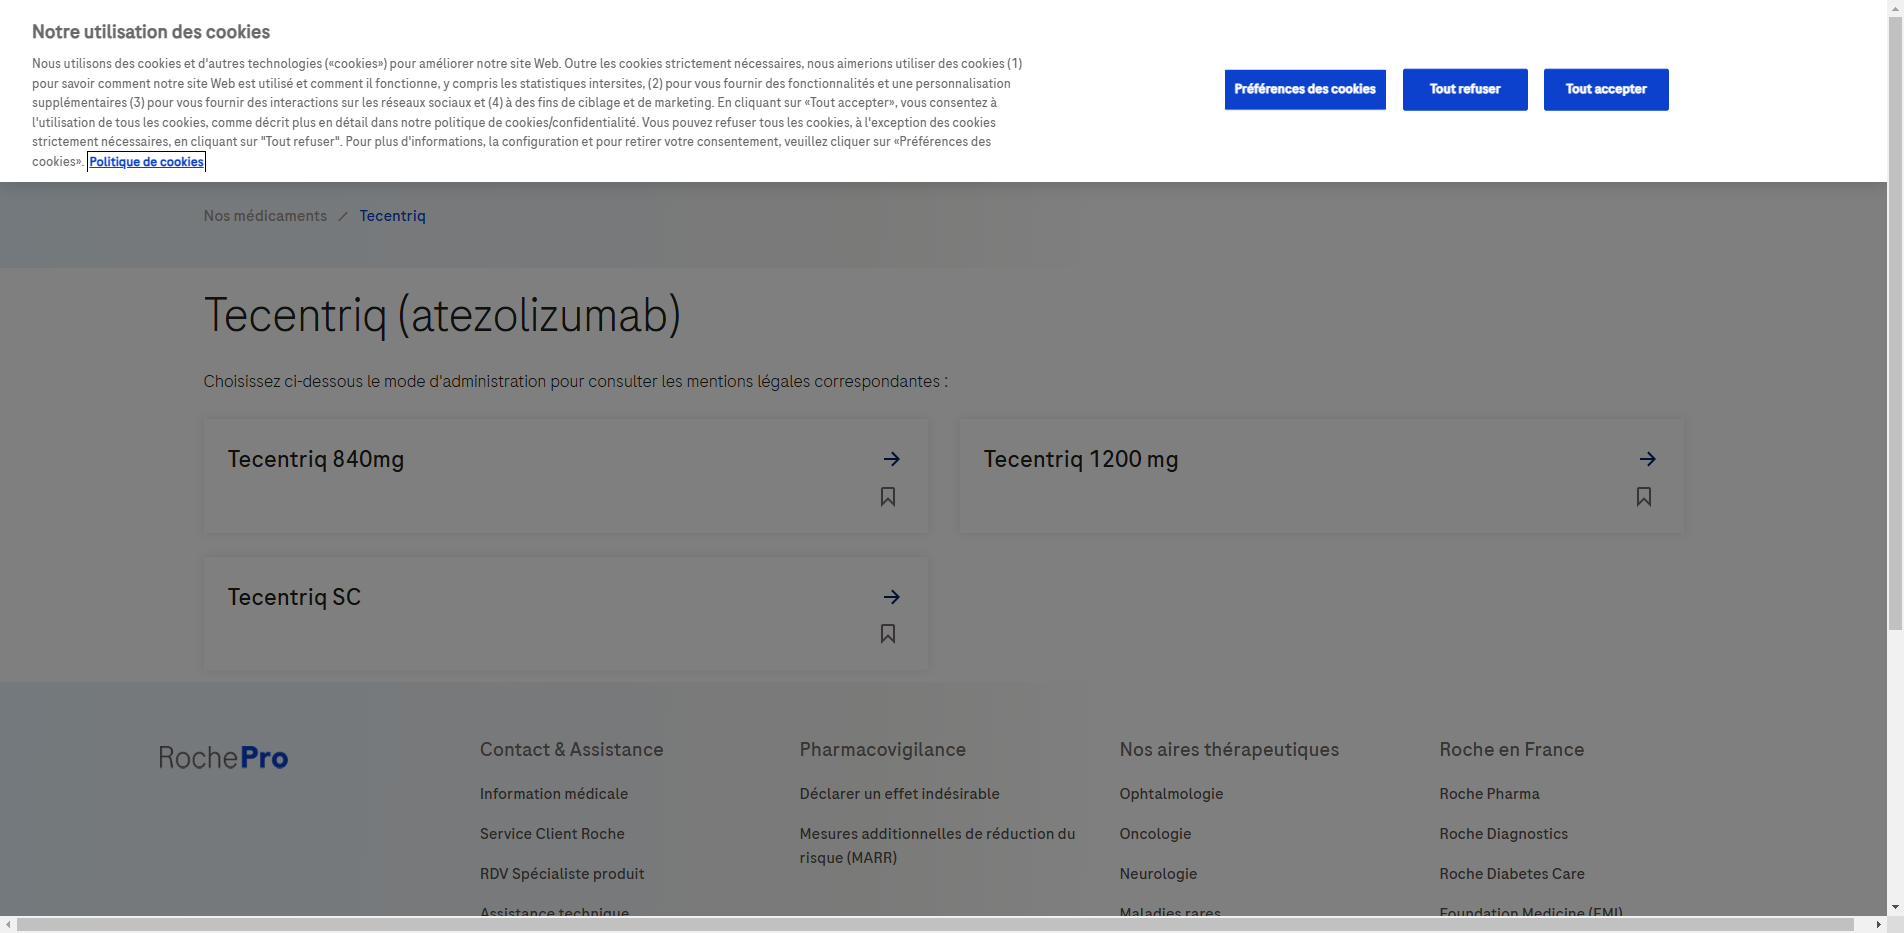 Notre utilisation des cookies
Nous utilisons des cookies et d'autres technologies («cookies») pour améliorer notre site Web. Outre les cookies strictement nécessaires, nous aimerions utiliser des cookies (1)
pour savoir comment notre site Web est utilisé et comment il fonctionne, y compris les statistiques intersites, (2) pour vous fournir des fonctionnalités et une personnalisation
supplémentaires (3) pour vous fournir des interactions sur les réseaux sociaux et (4) à des fins de ciblage et de marketing. En cliquant sur «Tout accepter», vous consentez à
l'utilisation de tous les cookies, comme décrit plus en détail dans notre politique de cookies/confidentialité. Vous pouvez refuser tous les cookies, à l'exception des cookies
strictement nécessaires, en cliquant sur "Tout refuser". Pour plus d'informations, la configuration et pour retirer votre consentement, veuillez cliquer sur «Préférences des
cookies». Politique de cookies
Préférences des cookies
Tout refuser
Tout accepter
Nos médicaments / Tecentriq
Tecentriq (atezolizumab)
Choisissez ci-dessous le mode d'administration pour consulter les mentions légales correspondantes :
Tecentriq 840mg
Tecentriq 1200 mg
Tecentriq SC
RochePro
Contact & Assistance
Information médicale
Service Client Roche
RDV Spécialiste produit
Assistance technique
Pharmacovigilance
Déclarer un effet indésirable
Mesures additionnelles de réduction du
risque (MARR)
Nos aires thérapeutiques
Ophtalmologie
Oncologie
Neurologie
Maladies rares
Roche en France
Roche Pharma
Roche Diagnostics
Roche Diabetes Care
Foundation Medicine (FMI)